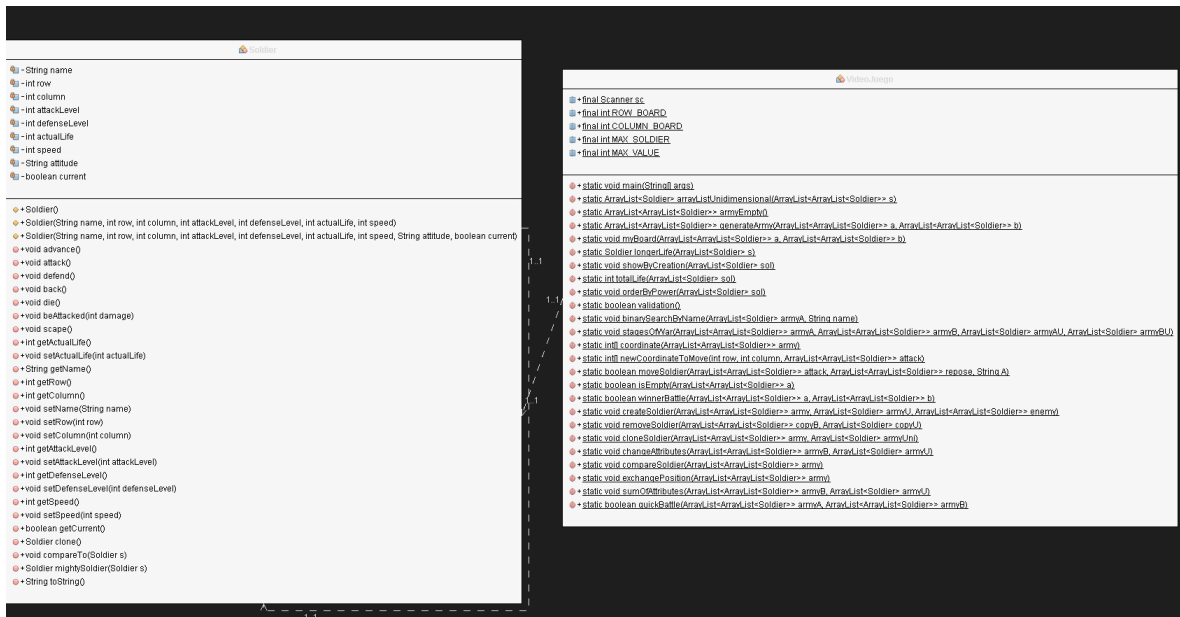 Soldier
-String name
-int row
-int column
-int attackLevel
-int defenseLevel
-int actualLife
-int speed
-String attitude
-boolean current
+Soldier()
+Soldier(String name, int row, int column, int attackLevel, int defenseLevel, int actualLife, int speed)
+Soldier(String name, int row, int column, int attackLevel, int defenseLevel, int actualLife, int speed, String attitude, boolean current)
+void advance()
+void attack()
+void defend()
+void back()
+void die()
+void beAttacked(int damage)
+void scape()
+int getActualLife()
+void setActualLife(int actualLife)
+String getName()
+int getRow()
+int getColumn()
+void setName(String name)
+void setRow(int row)
+void setColumn(int column)
+int getAttackLevel()
+void setAttackLevel(int attackLevel)
+int getDefenseLevel()
+void setDefenseLevel(int defenseLevel)
+int getSpeed()
+void setSpeed(int speed)
+boolean getCurrent()
+Soldier clone()
+void compareTo(Soldier s)
+Soldier mightySoldier(Soldier s)
+String toString()
1..1
1..1
1..1
1..1
VideoJuego
+final Scanner sc
+final int ROW_BOARD
+final int COLUMN_BOARD
+final int MAX_SOLDIER
+final int MAX_VALUE
+static void main(String[] args)
+static ArrayList<Soldier> arrayListUnidimensional(ArrayList<ArrayList<Soldier>> s)
+static ArrayList<ArrayList<Soldier>> armyEmpty()
+static ArrayList<ArrayList<Soldier>> generateArmy(ArrayList<ArrayList<Soldier>> a, ArrayList<ArrayList<Soldier>> b)
+static void myBoard(ArrayList<ArrayList<Soldier>> a, ArrayList<ArrayList<Soldier>> b)
+static Soldier longerLife(ArrayList<Soldier> s)
+static void showByCreation(ArrayList<Soldier> sol)
+static int totalLife(ArrayList<Soldier> sol)
+static void orderByPower(ArrayList<Soldier> sol)
+static boolean validation()
+static void binarySearchByName(ArrayList<Soldier> armyA, String name)
+static void stagesOfWar(ArrayList<ArrayList<Soldier>> armyA, ArrayList<ArrayList<Soldier>> armyB, ArrayList<Soldier> armyAU, ArrayList<Soldier> armyBU)
+static int[] coordinate(ArrayList<ArrayList<Soldier>> army)
+static int[] newCoordinateToMove(int row, int column, ArrayList<ArrayList<Soldier>> attack)
+static boolean moveSoldier(ArrayList<ArrayList<Soldier>> attack, ArrayList<ArrayList<Soldier>> repose, String A)
+static boolean isEmpty(ArrayList<ArrayList<Soldier>> a)
+static boolean winnerBattle(ArrayList<ArrayList<Soldier>> a, ArrayList<ArrayList<Soldier>> b)
+static void createSoldier(ArrayList<ArrayList<Soldier>> army, ArrayList<Soldier> armyU, ArrayList<ArrayList<Soldier>> enemy)
+static void removeSoldier(ArrayList<ArrayList<Soldier>> copyB, ArrayList<Soldier> copyU)
+static void cloneSoldier(ArrayList<ArrayList<Soldier>> army, ArrayList<Soldier> armyUni)
+static void changeAttributes(ArrayList<ArrayList<Soldier>> armyB, ArrayList<Soldier> armyU)
+static void compareSoldier(ArrayList<ArrayList<Soldier>> army)
+static void exchangePosition(ArrayList<ArrayList<Soldier>> army)
+static void sumOfAttributes(ArrayList<ArrayList<Soldier>> armyB, ArrayList<Soldier> armyU)
+static boolean quickBattle(ArrayList<ArrayList<Soldier>> armyA, ArrayList<ArrayList<Soldier>> armyB)